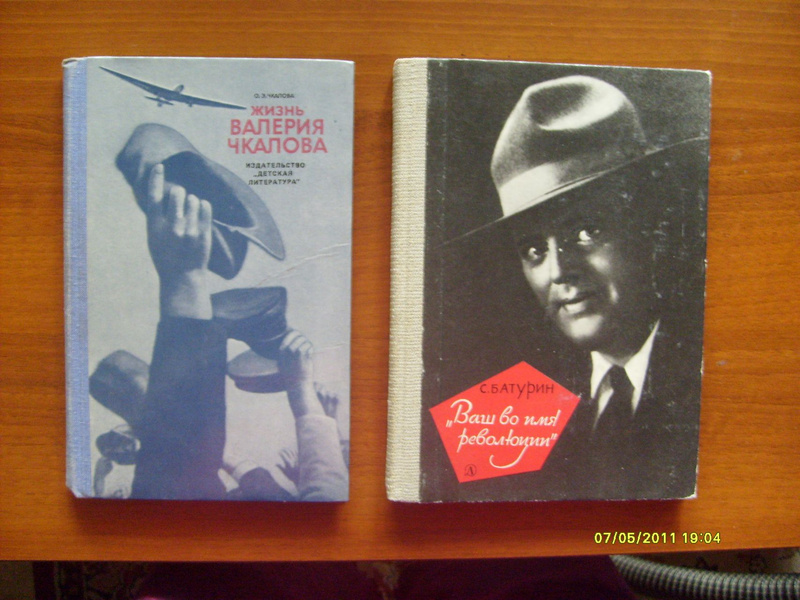 О. Э. ЧКАЛОВА
ЖИЗНЬ
ВАЛЕРИЯ
ЧКАЛОВА
ИЗДАТЕЛЬСТВО
„ДЕТСКАЯ
ЛИТЕРАТУРА"
С. БАТУРИН
„Ваш во имя
революции"
07/05/2011 19:04